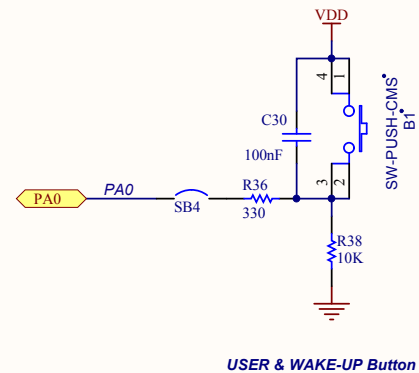 VDD
4
1
SW-PUSH-CMS
B1
C30
100nF
3
2
PA0
PA0
SB4
R36
330
R38
10K
USER & WAKE-UP Button